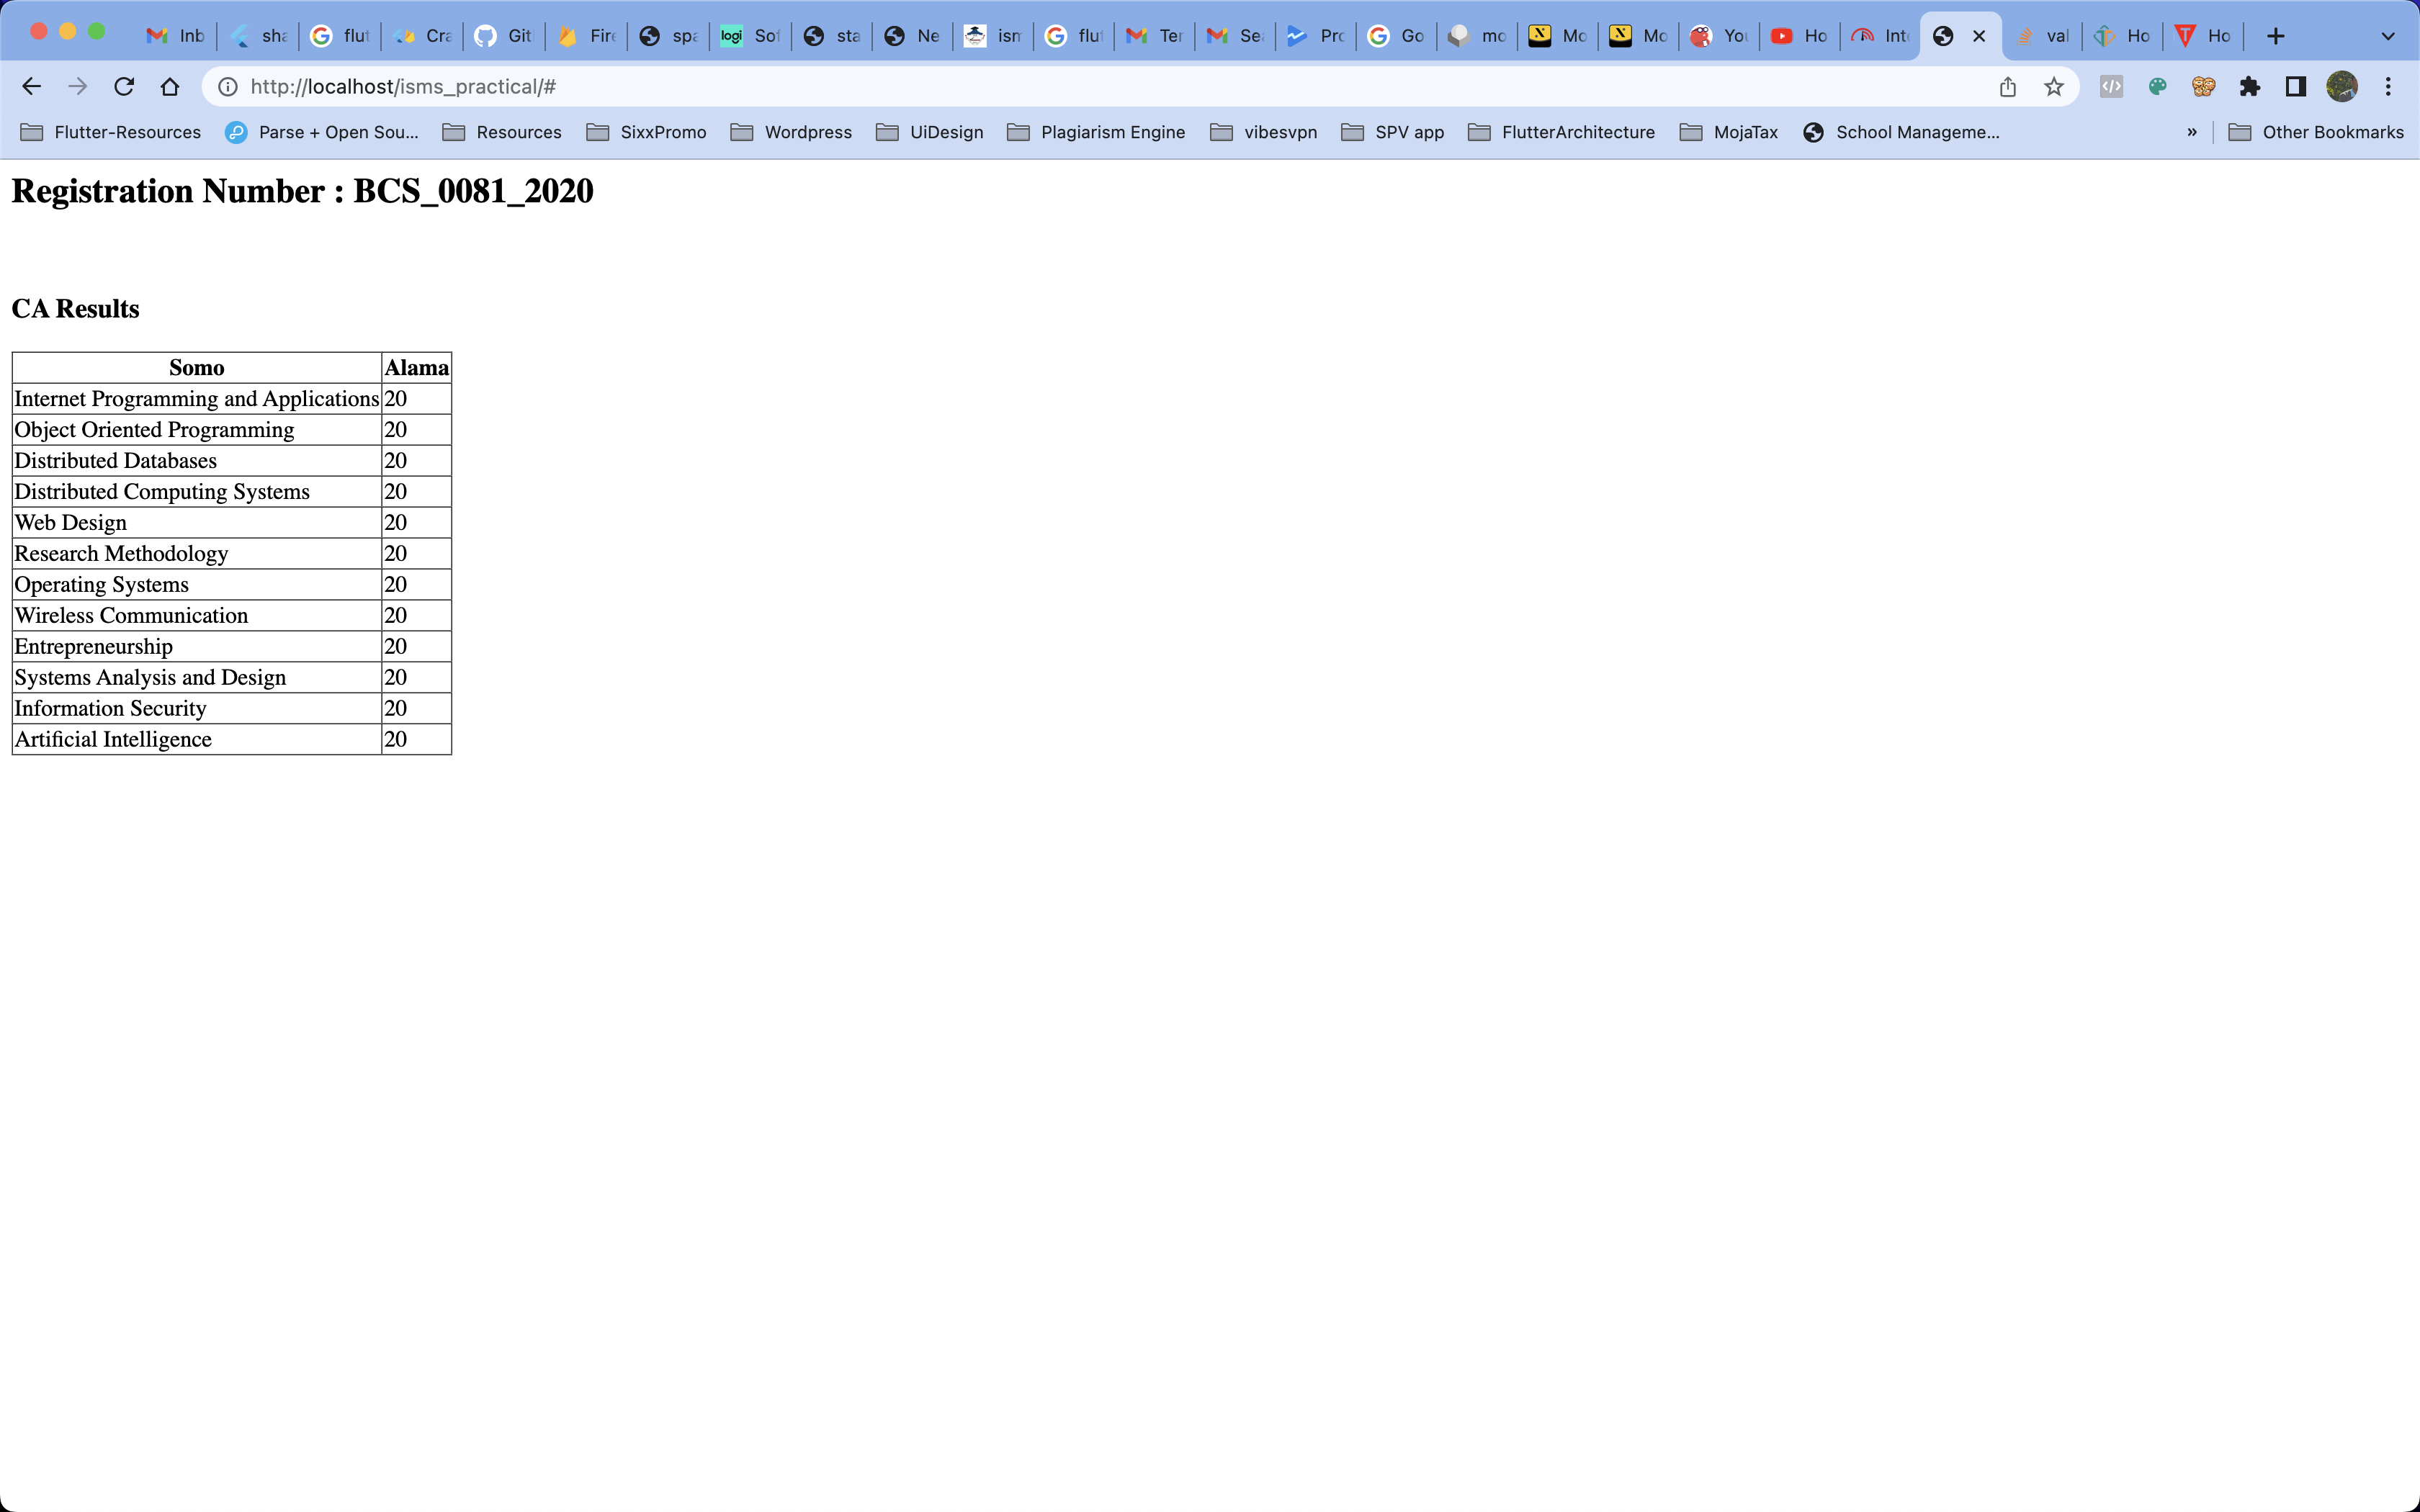 Inb
sha
flut
Cra
Git
Fire
spa
logi Sof
sta
Ne
ism
flut
Ter
Sea
Pro
Go
mo
X Mo
X Mo
You
Ho
Int
val
Ho
T Ho
http://localhost/isms_practical/#
Flutter-Resources Parse + Open Sou... Resources SixxPromo Wordpress UiDesign Plagiarism Engine vibesvpn SPV app FlutterArchitecture MojaTax School Manageme... » Other Bookmarks
Registration Number : BCS_0081_2020
CA Results
Somo Alama
Internet Programming and Applications 20
Object Oriented Programming 20
Distributed Databases 20
Distributed Computing Systems 20
Web Design 20
Research Methodology 20
Operating Systems 20
Wireless Communication 20
Entrepreneurship 20
Systems Analysis and Design 20
Information Security 20
Artificial Intelligence 20